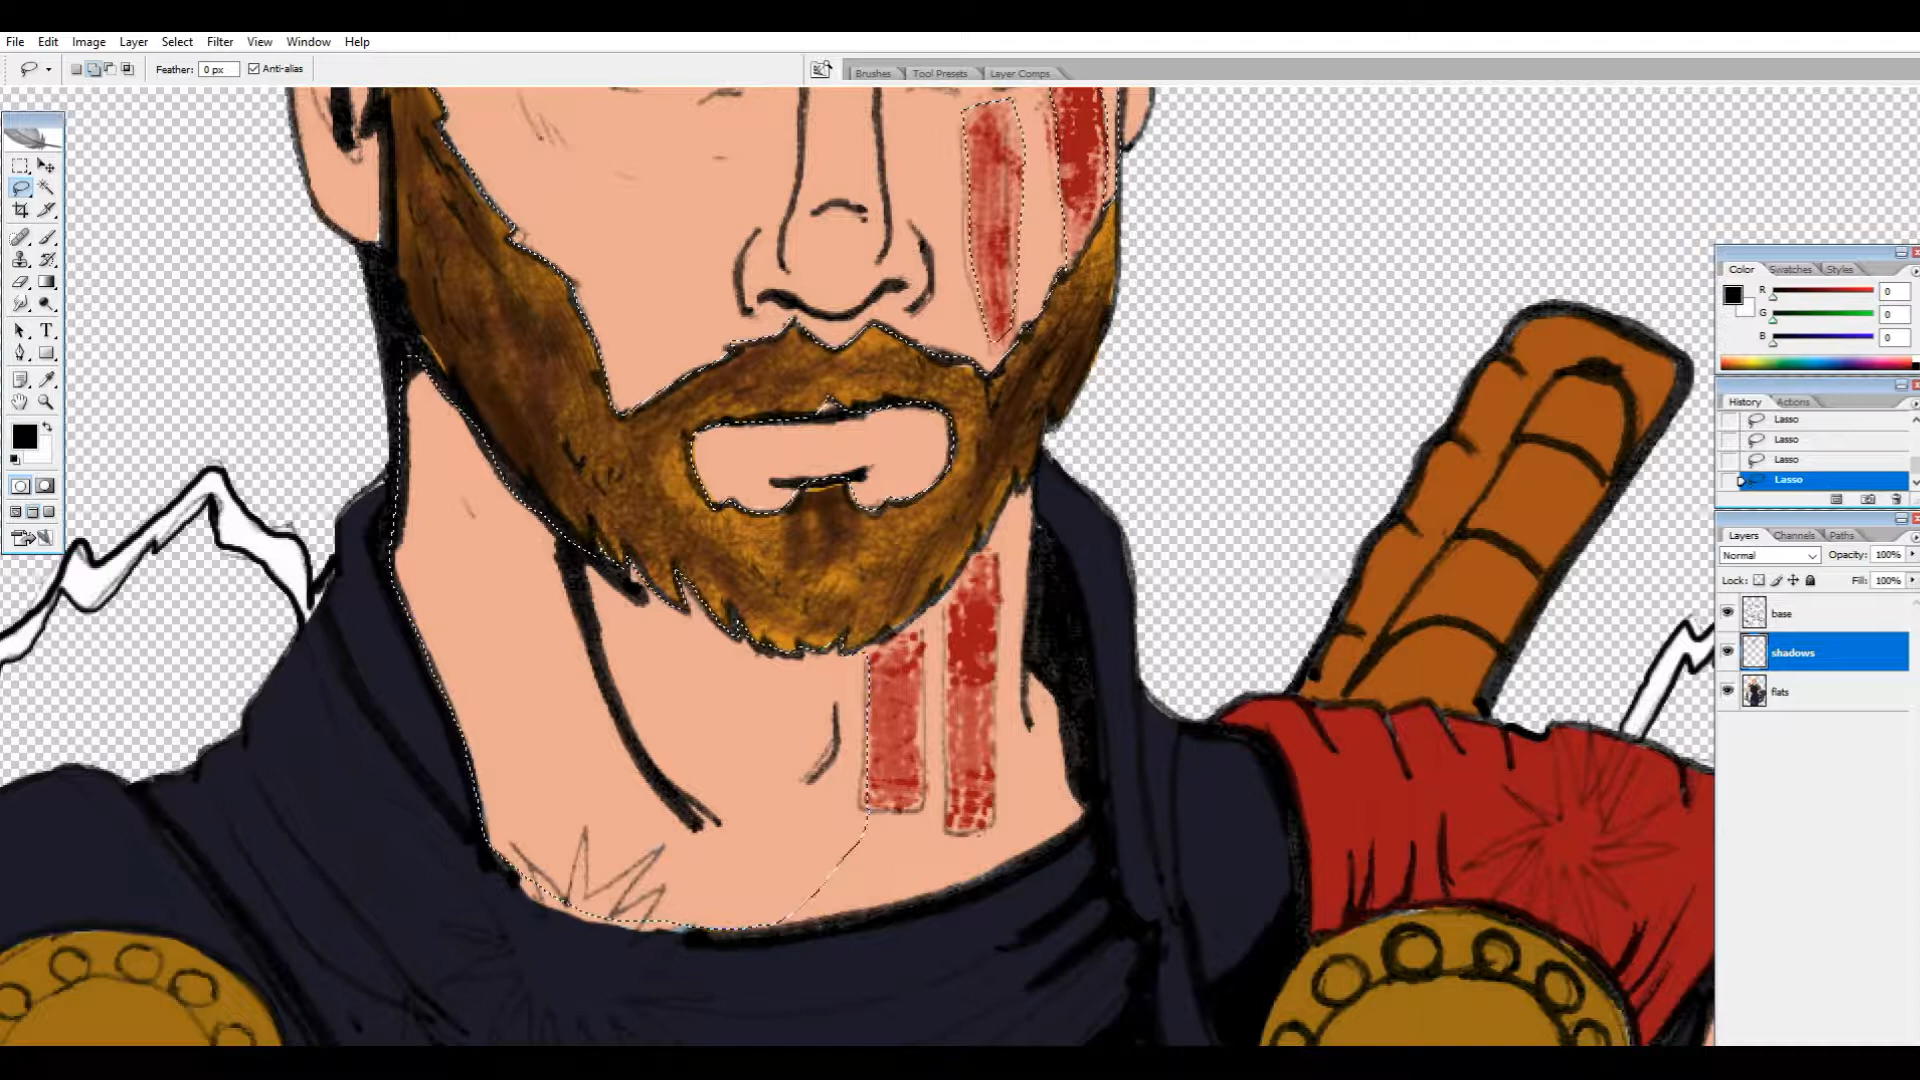 File Edit Image Layer Select Filter View Window Help
Feather: 0 px Anti-alias
Brushes Tool Presets Layer Comps
Color Swatches Styles
R 0
G 0
B 0
History Actions
Lasso
Lasso
Lasso
Lasso
Layers Channels Paths
Normal Opacity: 100%
Lock: Fill: 100%
base
shadows
flats